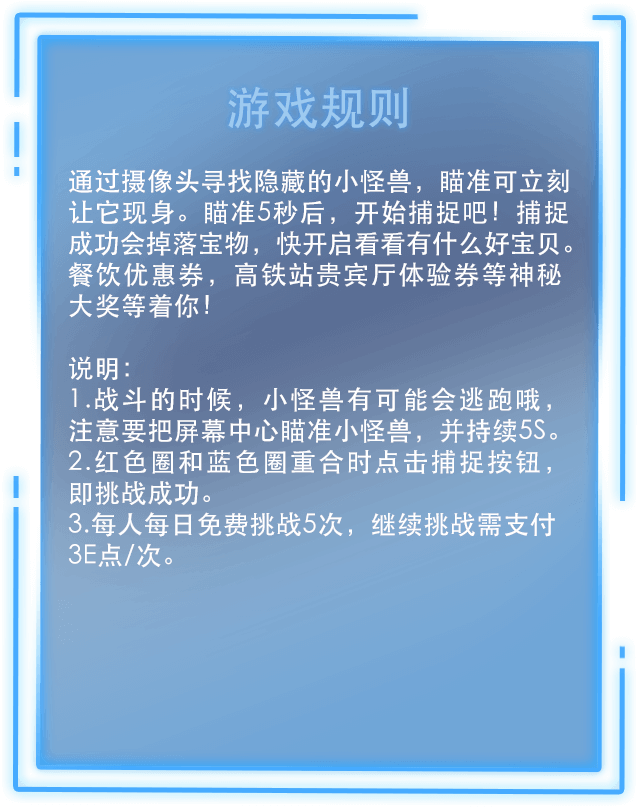 游戏规则
通过摄像头寻找隐藏的小怪兽，瞄准可立刻
让它现身。瞄准5秒后，开始捕捉吧！捕捉
成功会掉落宝物，快开启看看有什么好宝贝。
餐饮优惠券，高铁站贵宾厅体验券等神秘
大奖等着你！
说明：
1.战斗的时候，小怪兽有可能会逃跑哦，
注意要把屏幕中心瞄准小怪兽，并持续5S。
2.红色圈和蓝色圈重合时点击捕捉按钮，
即挑战成功。
3.每人每日免费挑战5次，继续挑战需支付
3E点/次。